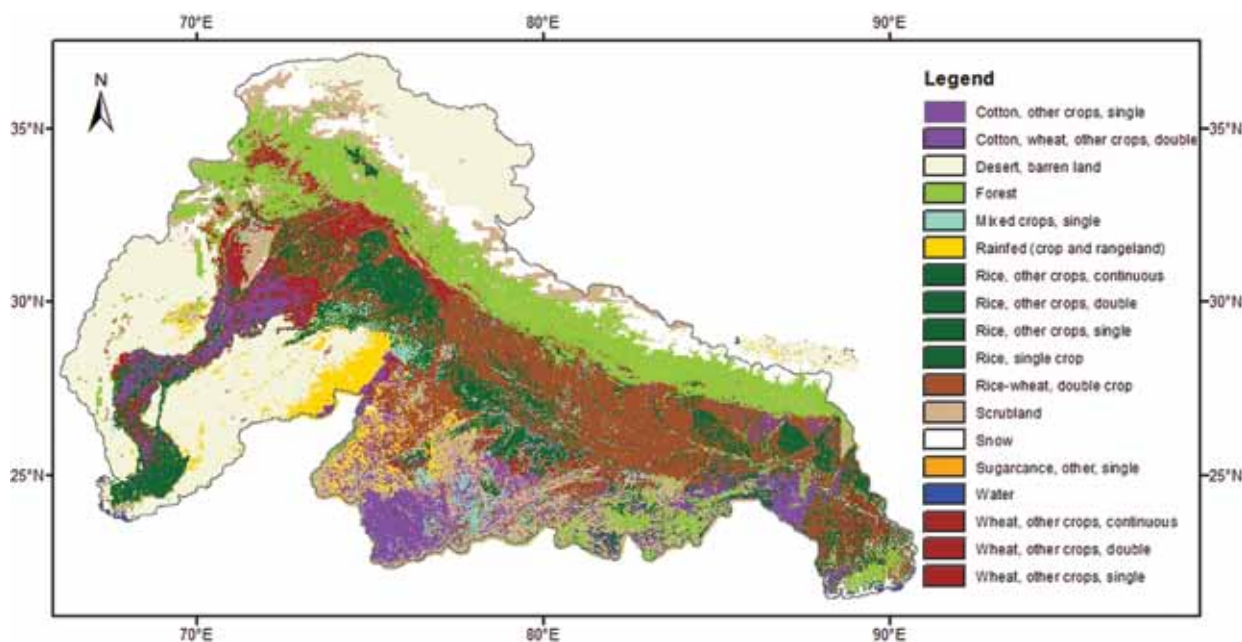 70°E 80°E 90°E
N
Legend
35°N 35°N
Cotton, other crops, single
Cotton, wheat, other crops, double
Desert, barren land
Forest
Mixed crops, single
Rainfed (crop and rangeland)
Rice, other crops, continuous
30°N 30°N
Rice, other crops, double
Rice, other crops, single
Rice, single crop
Rice-wheat, double crop
Scrubland
Snow
25°N 25°N
Sugarcance, other, single
Water
Wheat, other crops, continuous
Wheat, other crops, double
Wheat, other crops, single
70°E 80°E 90°E